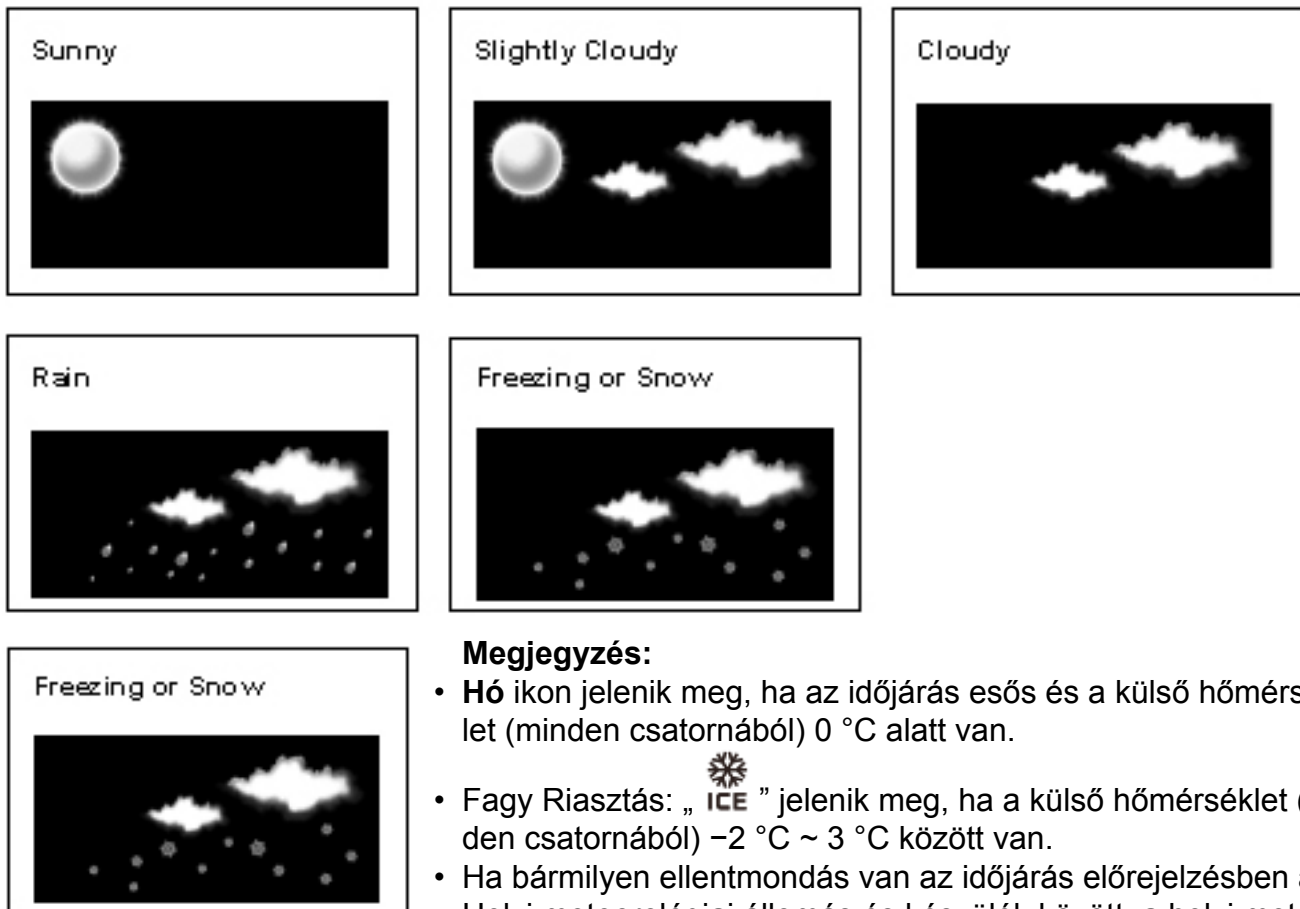 Sunny
Slightly Cloudy
Cloudy
Rain
Freezing or Snow
Freezing or Snow
Megjegyzés:
• Hó ikon jelenik meg, ha az időjárás esős és a külső hőmérs
let (minden csatornából) 0 °C alatt van.
• Fagy Riasztás: „ ICE ” jelenik meg, ha a külső hőmérséklet (
den csatornából) −2 °C ~ 3 °C között van.
• Ha bármilyen ellentmondás van az időjárás előrejelzésben